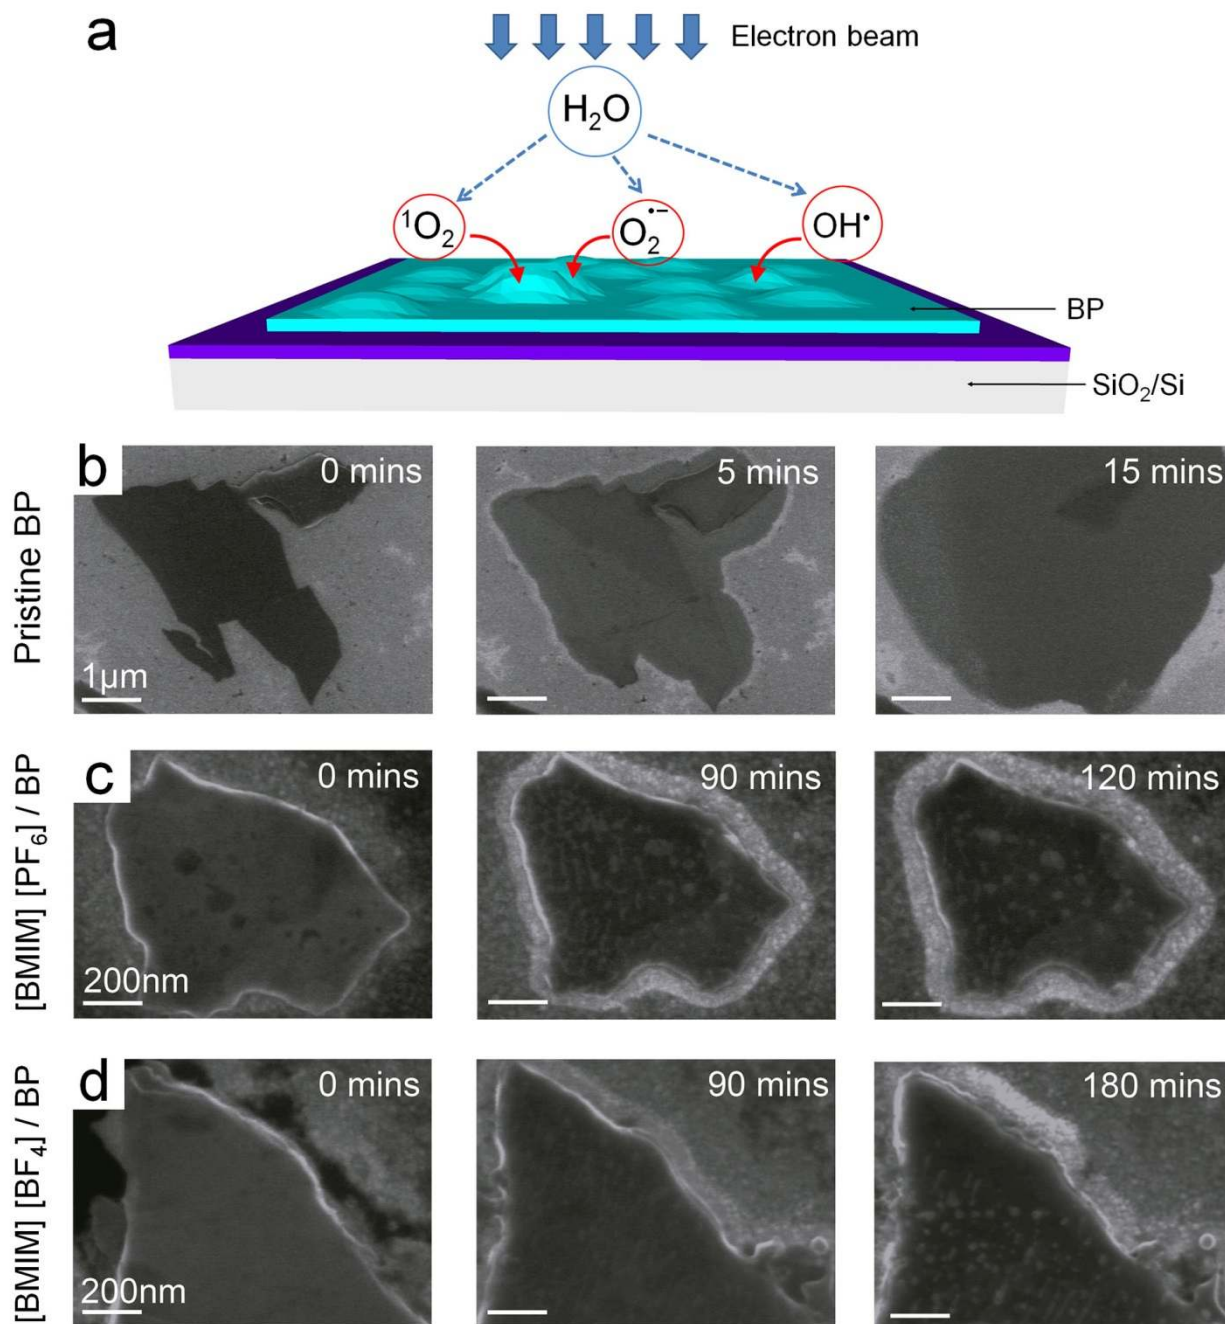 a
Electron beam
H₂O
¹O₂
O₂•−
OH•
BP
SiO₂/Si
b
Pristine BP
0 mins
5 mins
15 mins
1μm
c
[BMIM] [PF₆] / BP
0 mins
90 mins
120 mins
200nm
d
[BMIM] [BF₄] / BP
0 mins
90 mins
180 mins
200nm